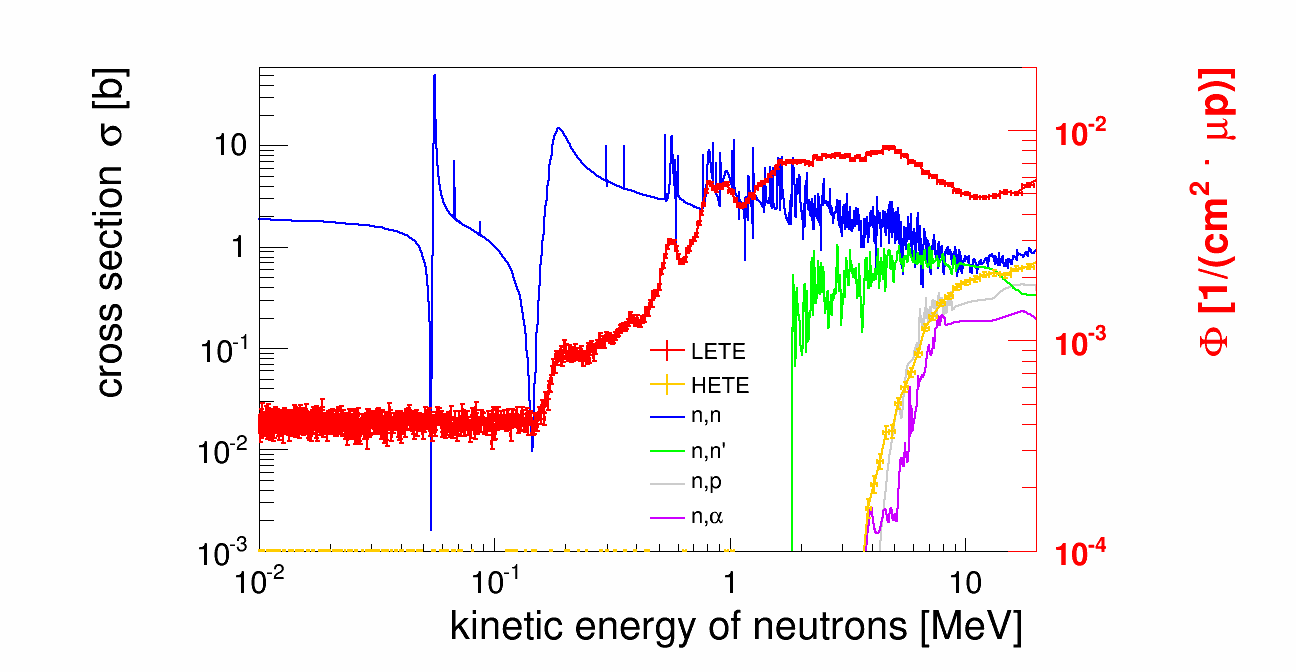 cross section σ [b]
10
1
10⁻¹
10⁻²
10⁻³
10⁻²
10⁻¹
1
10
kinetic energy of neutrons [MeV]
LETE
HETE
n,n
n,n'
n,p
n,α
10⁻²
10⁻³
10⁻⁴
Φ [1/(cm² · μp)]